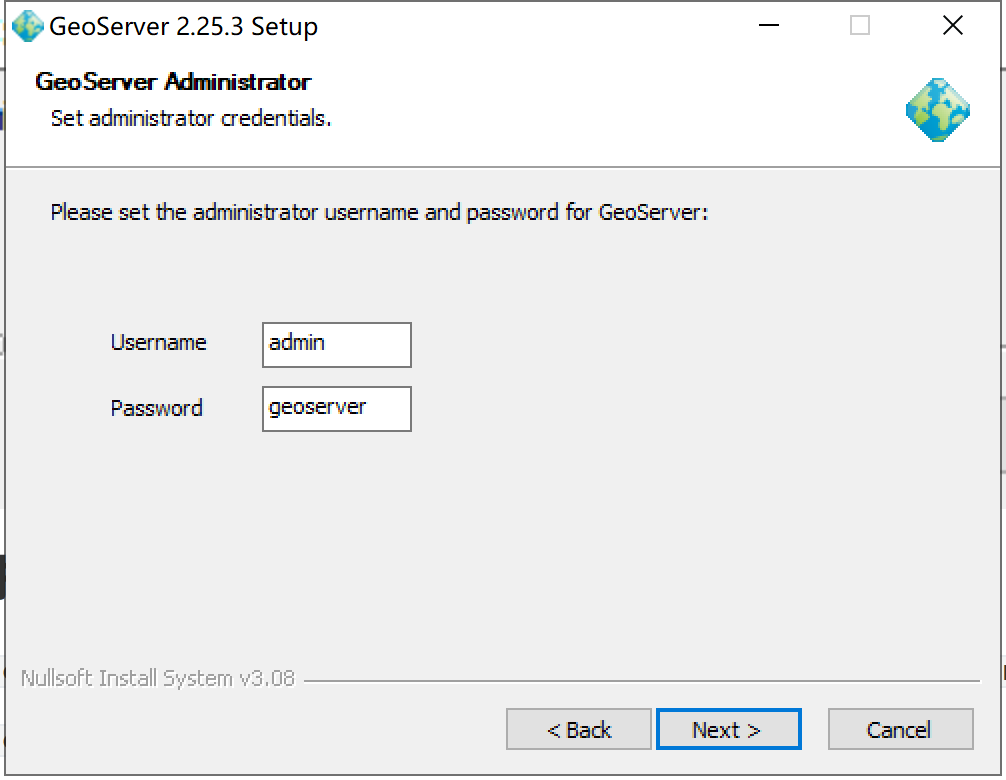 GeoServer 2.25.3 Setup
GeoServer Administrator
Set administrator credentials.
Please set the administrator username and password for GeoServer:
Username admin
Password geoserver
Nullsoft Install System v3.08
< Back Next > Cancel